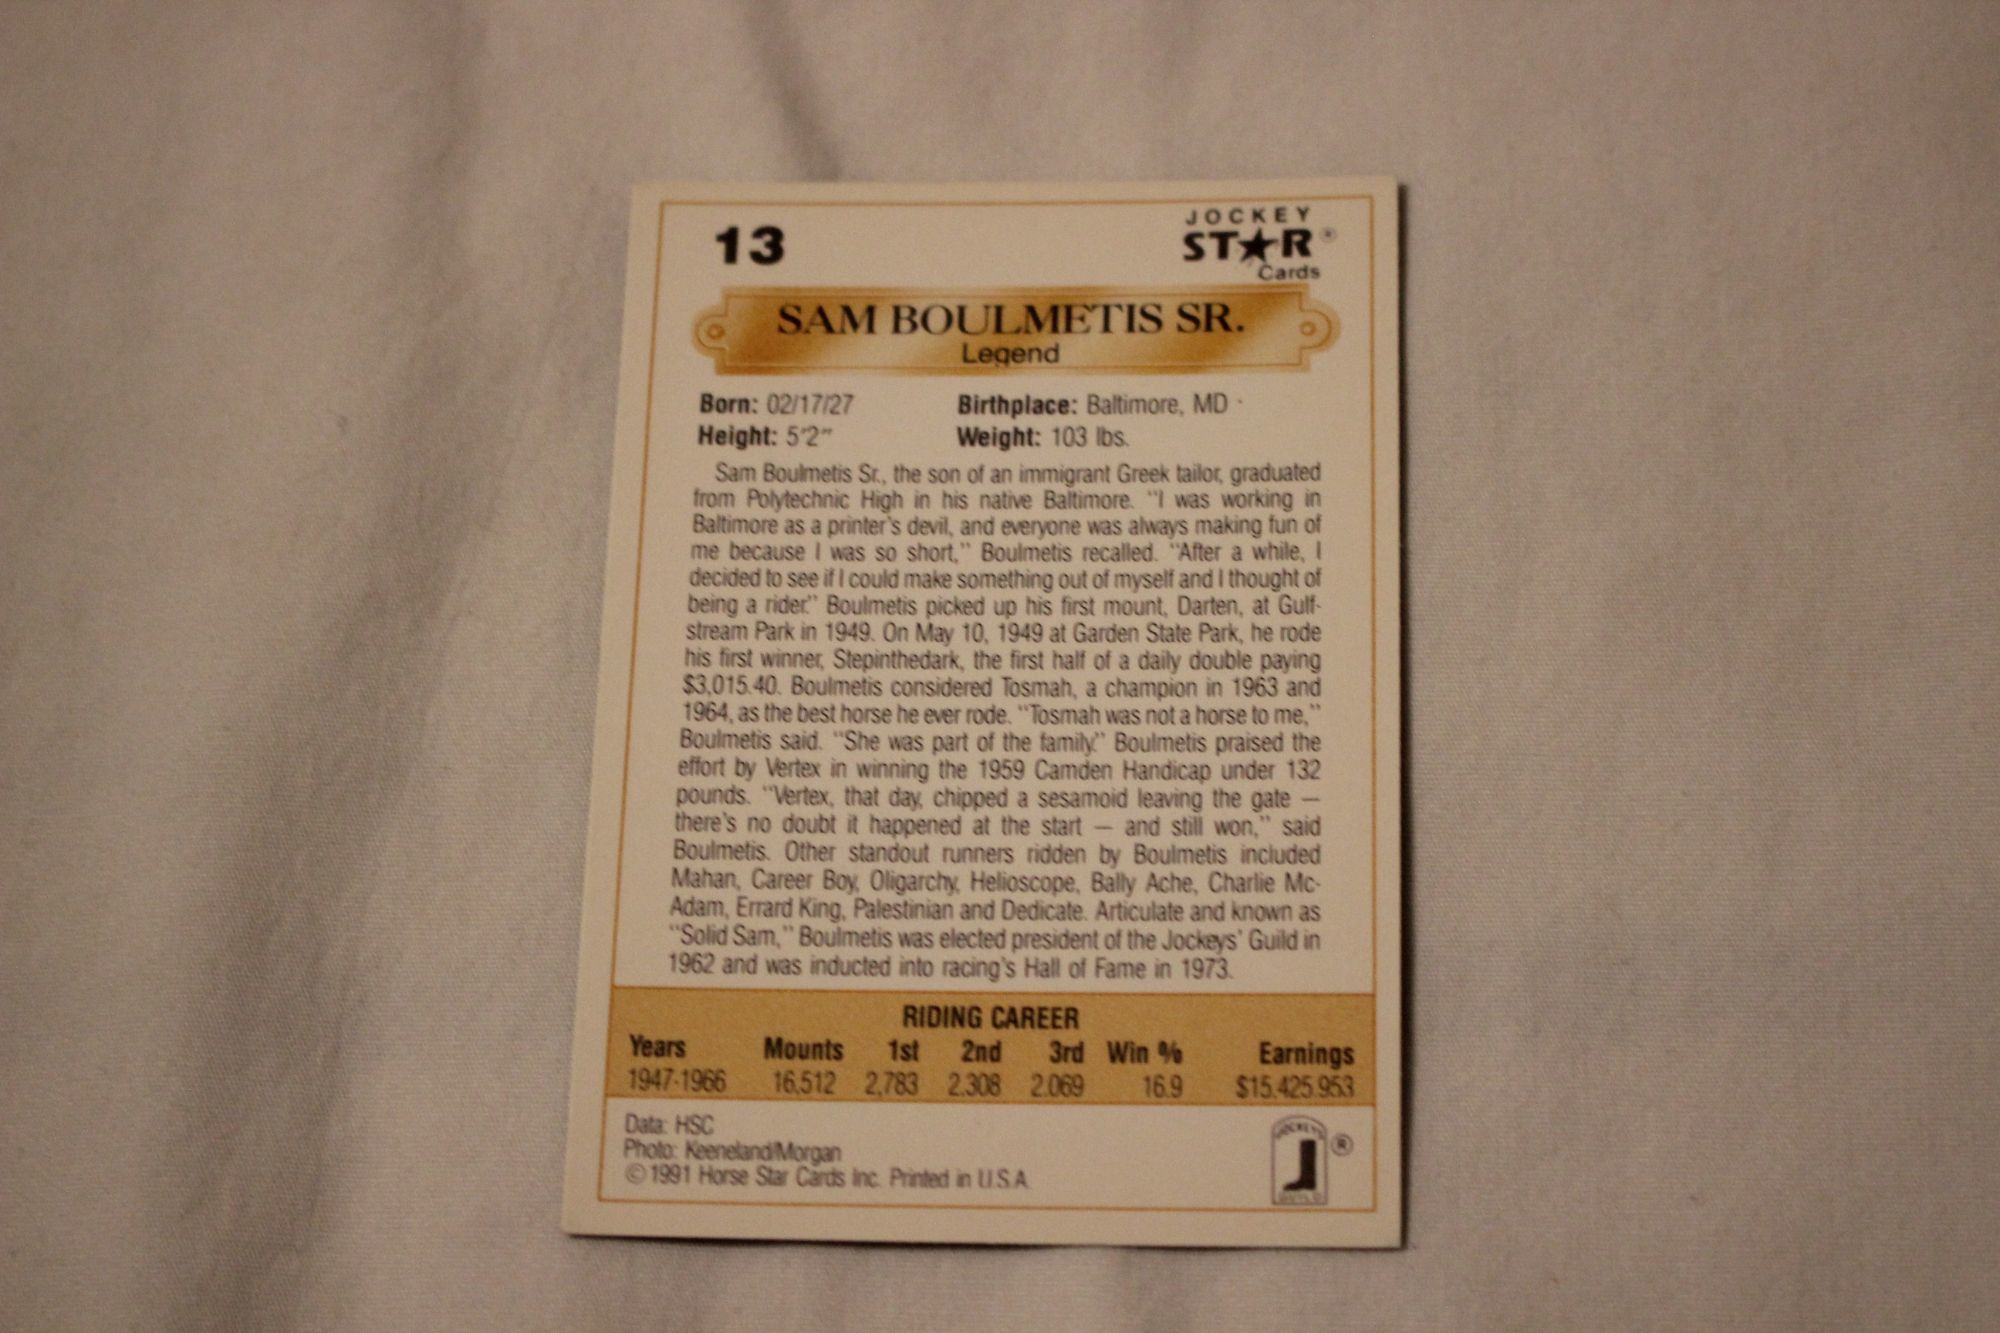 13
JOCKEY
ST★R®
Cards
SAM BOULMETIS SR.
Legend
Born: 02/17/27 Birthplace: Baltimore, MD
Height: 5'2" Weight: 103 lbs.
Sam Boulmetis Sr., the son of an immigrant Greek tailor, graduated
from Polytechnic High in his native Baltimore. "I was working in
Baltimore as a printer's devil, and everyone was always making fun of
me because I was so short," Boulmetis recalled. "After a while, I
decided to see if I could make something out of myself and I thought of
being a rider." Boulmetis picked up his first mount, Darten, at Gulf-
stream Park in 1949. On May 10, 1949 at Garden State Park, he rode
his first winner, Stepinthedark, the first half of a daily double paying
$3,015.40. Boulmetis considered Tosmah, a champion in 1963 and
1964, as the best horse he ever rode. "Tosmah was not a horse to me,"
Boulmetis said. "She was part of the family." Boulmetis praised the
effort by Vertex in winning the 1959 Camden Handicap under 132
pounds. "Vertex, that day, chipped a sesamoid leaving the gate —
there's no doubt it happened at the start — and still won," said
Boulmetis. Other standout runners ridden by Boulmetis included
Mahan, Career Boy, Oligarchy, Helioscope, Bally Ache, Charlie Mc-
Adam, Errard King, Palestinian and Dedicate. Articulate and known as
"Solid Sam," Boulmetis was elected president of the Jockeys' Guild in
1962 and was inducted into racing's Hall of Fame in 1973.
RIDING CAREER
Years Mounts 1st 2nd 3rd Win % Earnings
1947-1966 16,512 2,783 2,308 2,069 16.9 $15,425,953
Data: HSC
Photo: Keeneland/Morgan
©1991 Horse Star Cards Inc. Printed in U.S.A.
JOCKEYS
GUILD
®